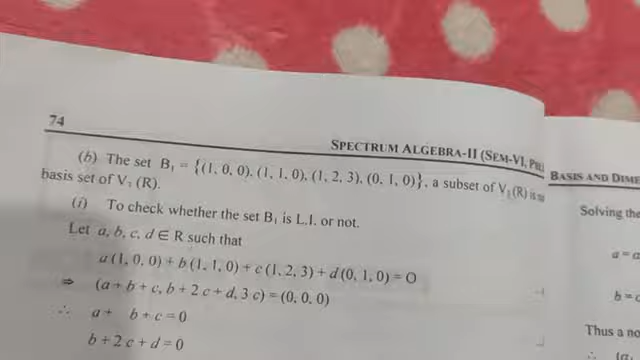 74
SPECTRUM ALGEBRA-II (SEM-VI,
(b) The set B₁ = {(1, 0, 0), (1, 1, 0), (1, 2, 3), (0, 1, 0)}, a subset of V₃ (R) is
basis set of V₃ (R).
(i) To check whether the set B₁ is L.I. or not.
Let a, b, c, d ∈ R such that
a (1, 0, 0) + b (1, 1, 0) + c (1, 2, 3) + d (0, 1, 0) = O
⇒ (a + b + c, b + 2 c + d, 3 c) = (0, 0, 0)
∴ a + b + c = 0
b + 2 c + d = 0
BASIS AND DIME
Solving the
a =
b =
Thus a no
∴ (a,